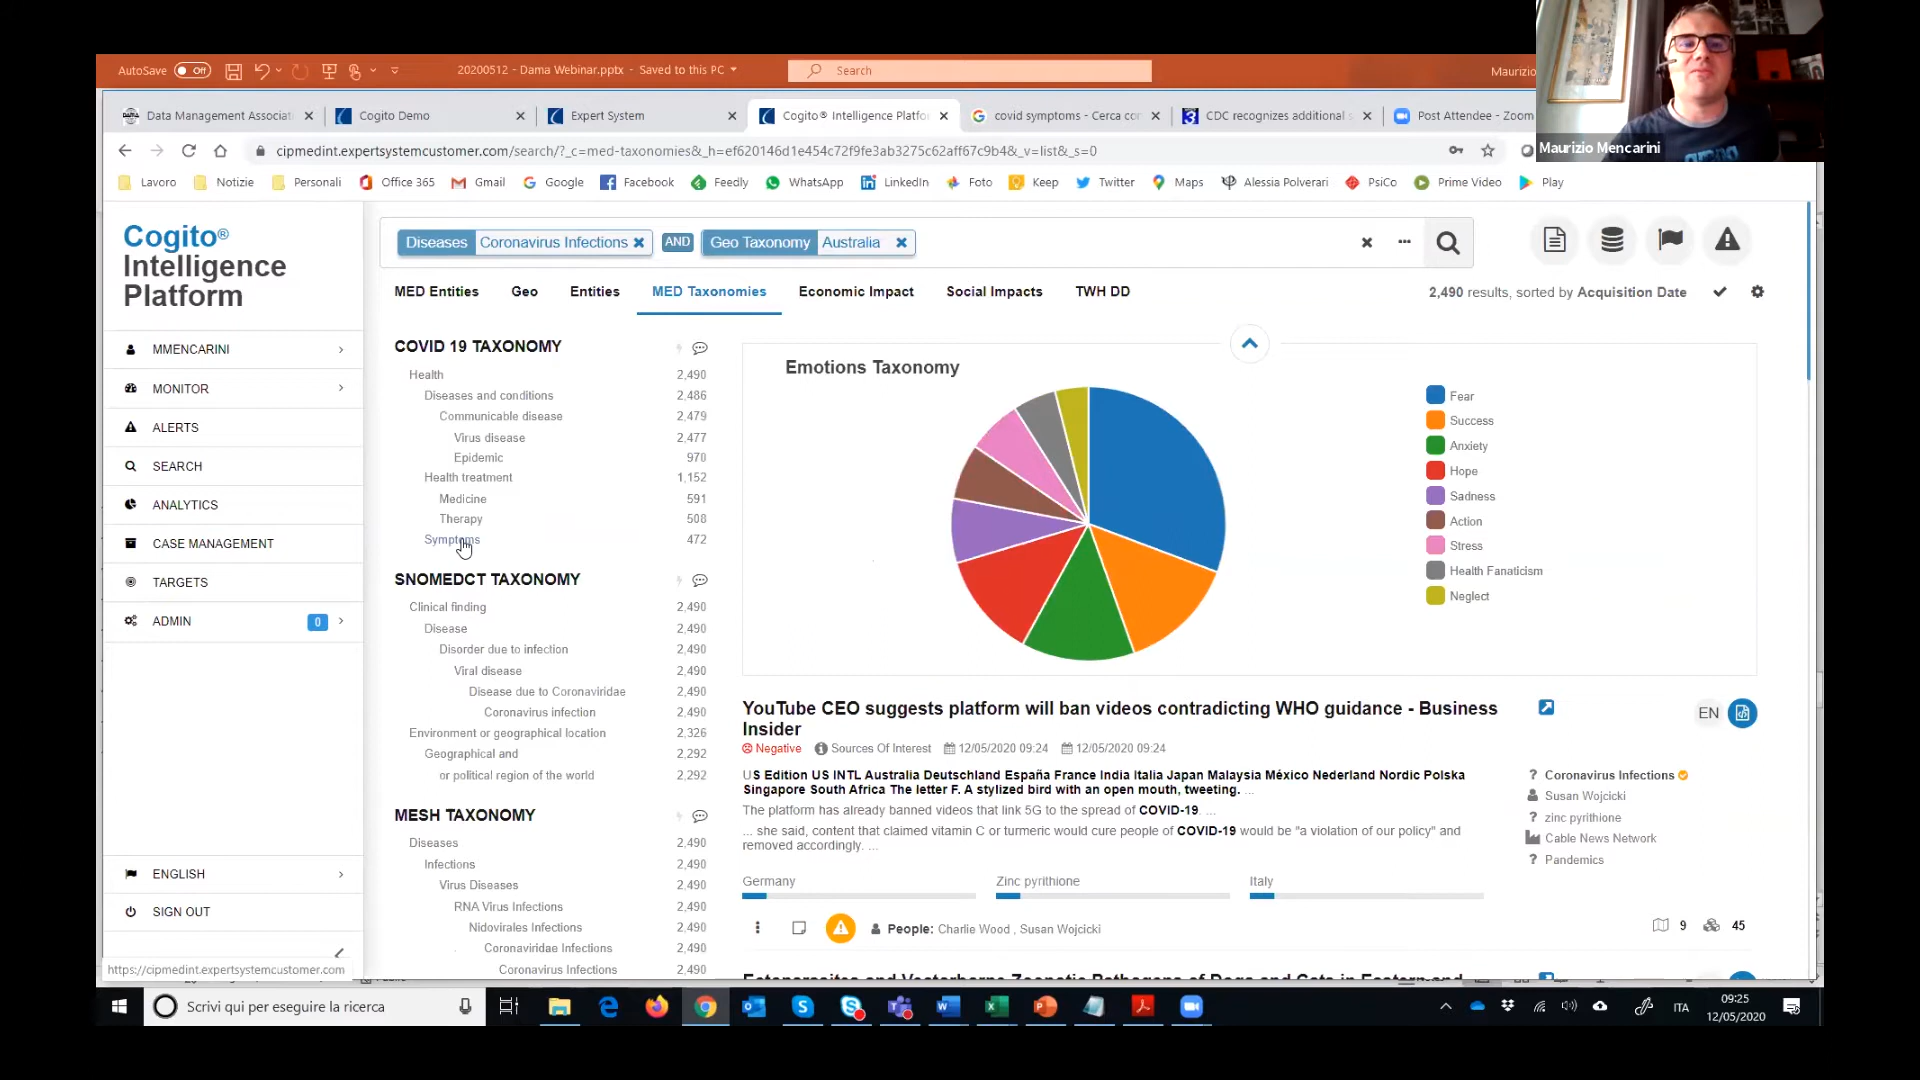 AutoSave Off
20200512 - Dama Webinar.pptx - Saved to this PC
Search
Maurizio
Maurizio Mencarini
Data Management Associat
Cogito Demo
Expert System
Cogito® Intelligence Platfo
covid symptoms - Cerca co
CDC recognizes additional s
Post Attendee - Zoom
cipmedint.expertsystemcustomer.com/search/?_c=med-taxonomies&_h=ef620146d1e454c72f9fe3ab3275c62aff67c9b4&_v=list&_s=0
Lavoro Notizie Personali Office 365 Gmail Google Facebook Feedly WhatsApp LinkedIn Foto Keep Twitter Maps Alessia Polverari PsiCo Prime Video Play
Cogito®
Intelligence
Platform
MMENCARINI
MONITOR
ALERTS
SEARCH
ANALYTICS
CASE MANAGEMENT
TARGETS
ADMIN 0
ENGLISH
SIGN OUT
https://cipmedint.expertsystemcustomer.com
Diseases Coronavirus Infections AND Geo Taxonomy Australia
MED Entities Geo Entities MED Taxonomies Economic Impact Social Impacts TWH DD
2,490 results, sorted by Acquisition Date
COVID 19 TAXONOMY
Health 2,490
Diseases and conditions 2,486
Communicable disease 2,479
Virus disease 2,477
Epidemic 970
Health treatment 1,152
Medicine 591
Therapy 508
Symptoms 472
SNOMEDCT TAXONOMY
Clinical finding 2,490
Disease 2,490
Disorder due to infection 2,490
Viral disease 2,490
Disease due to Coronaviridae 2,490
Coronavirus infection 2,490
Environment or geographical location 2,326
Geographical and 2,292
or political region of the world 2,292
MESH TAXONOMY
Diseases 2,490
Infections 2,490
Virus Diseases 2,490
RNA Virus Infections 2,490
Nidovirales Infections 2,490
Coronaviridae Infections 2,490
Coronavirus Infections 2,490
Emotions Taxonomy
Fear
Success
Anxiety
Hope
Sadness
Action
Stress
Health Fanaticism
Neglect
YouTube CEO suggests platform will ban videos contradicting WHO guidance - Business
Insider
EN
Negative Sources Of Interest 12/05/2020 09:24 12/05/2020 09:24
US Edition US INTL Australia Deutschland España France India Italia Japan Malaysia México Nederland Nordic Polska
Singapore South Africa The letter F. A stylized bird with an open mouth, tweeting. ...
The platform has already banned videos that link 5G to the spread of COVID-19. ...
... she said, content that claimed vitamin C or turmeric would cure people of COVID-19 would be "a violation of our policy" and
removed accordingly. ...
Coronavirus Infections
Susan Wojcicki
zinc pyrithione
Cable News Network
Pandemics
Germany Zinc pyrithione Italy
People: Charlie Wood , Susan Wojcicki
9 45
Ectoparasites and Vectorborne Zoonotic Pathogens of Dogs and Cats in Eastern and
Scrivi qui per eseguire la ricerca
ITA
09:25
12/05/2020